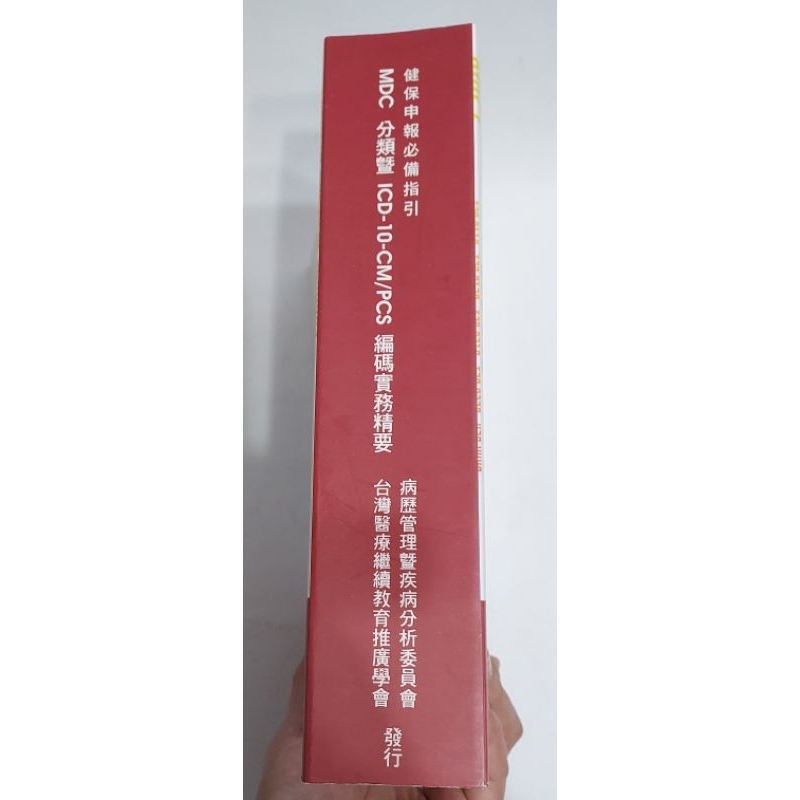 健保申報必備指引
MDC 分類暨 ICD-10-CM/PCS 編碼實務精要
病歷管理暨疾病分析委員會
台灣醫療繼續教育推廣學會
發行